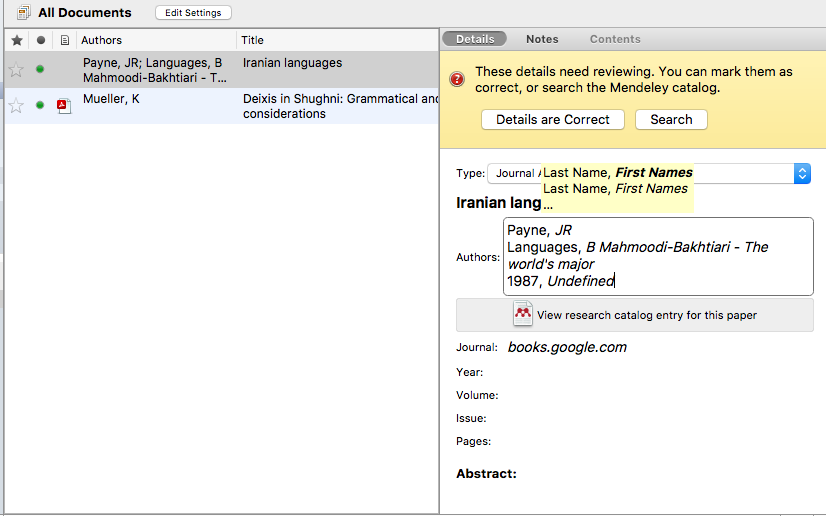 All Documents
Edit Settings
Authors
Title
Payne, JR; Languages, B
Mahmoodi-Bakhtiari - T...
Iranian languages
Mueller, K
Deixis in Shughni: Grammatical and
considerations
Details
Notes
Contents
These details need reviewing. You can mark them as
correct, or search the Mendeley catalog.
Details are Correct
Search
Type:
Journal A
Last Name, First Names
Last Name, First Names
...
Iranian lang
Authors:
Payne, JR
Languages, B Mahmoodi-Bakhtiari - The
world's major
1987, Undefined
View research catalog entry for this paper
Journal:
books.google.com
Year:
Volume:
Issue:
Pages:
Abstract: